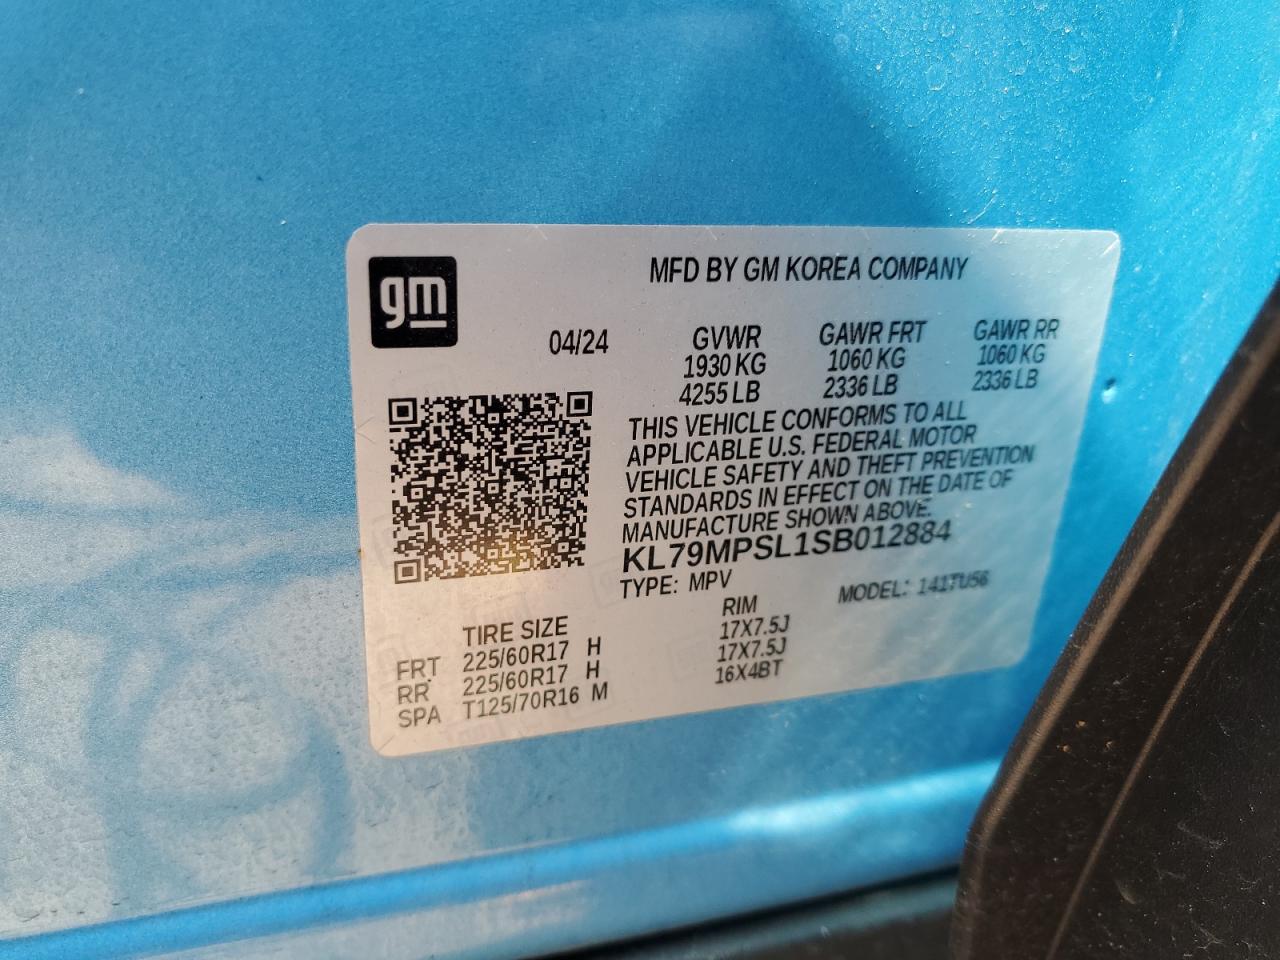 gm
MFD BY GM KOREA COMPANY
04/24 GVWR GAWR FRT GAWR RR
1930 KG 1060 KG 1060 KG
4255 LB 2336 LB 2336 LB
THIS VEHICLE CONFORMS TO ALL
APPLICABLE U.S. FEDERAL MOTOR
VEHICLE SAFETY AND THEFT PREVENTION
STANDARDS IN EFFECT ON THE DATE OF
MANUFACTURE SHOWN ABOVE.
KL79MPSL1SB012884
TYPE: MPV MODEL: 141TU56
TIRE SIZE RIM
FRT 225/60R17 H 17X7.5J
RR 225/60R17 H 17X7.5J
SPA T125/70R16 M 16X4BT